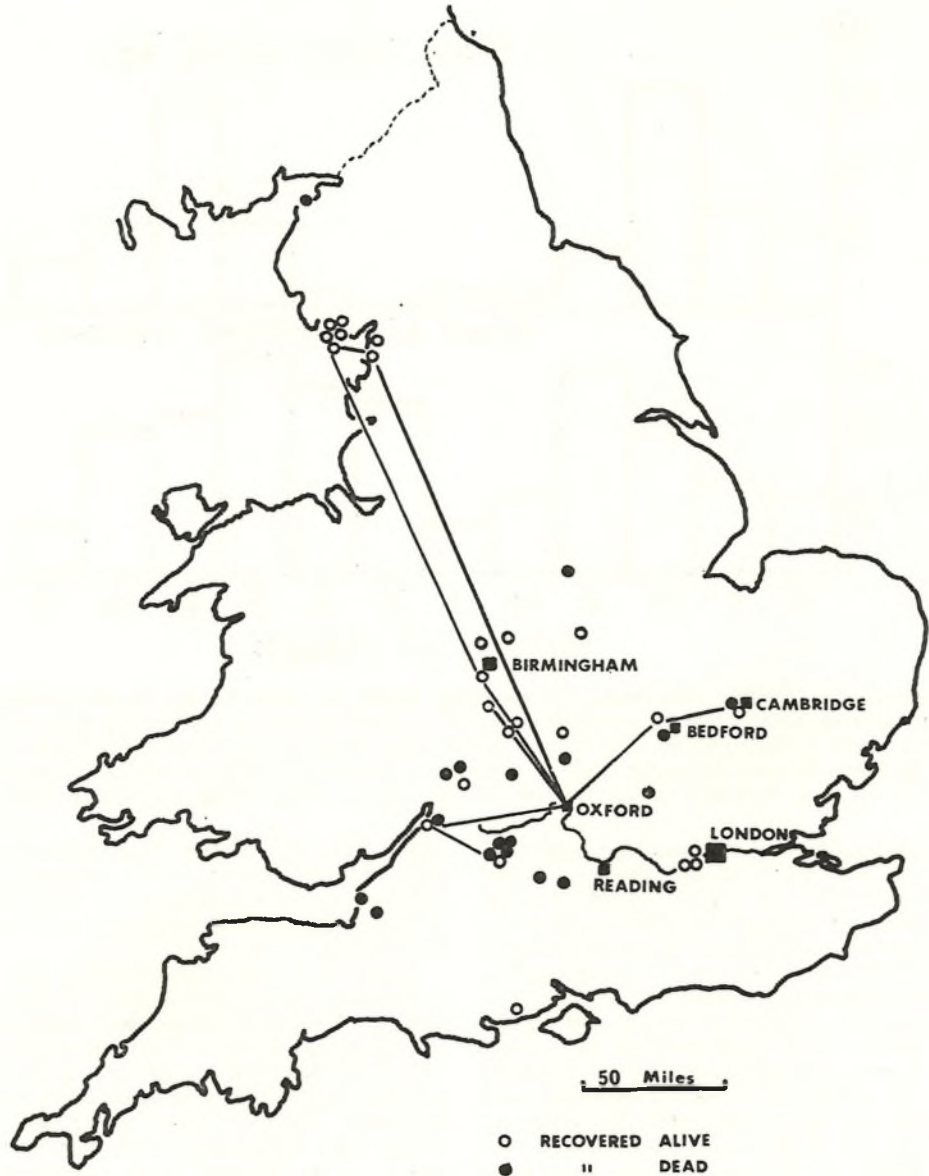 BIRMINGHAM
CAMBRIDGE
BEDFORD
OXFORD
LONDON
READING
50 Miles
RECOVERED ALIVE
" DEAD